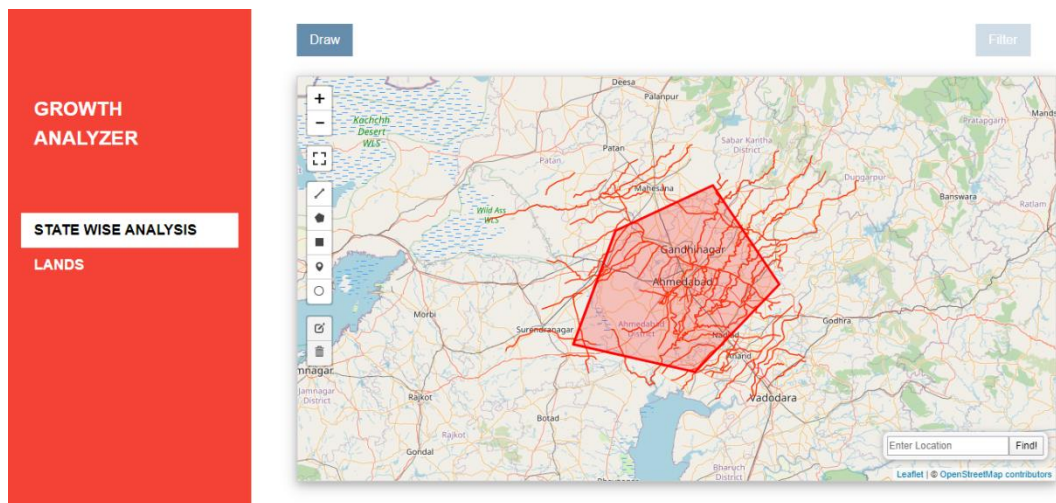 GROWTH
ANALYZER
STATE WISE ANALYSIS
LANDS
Draw
Filter
+
−
Deesa
Palanpur
Kachchh
Desert
WLS
Patan
Patan
Sabar Kantha
District
Pratapgarh
Mands
Mahesana
Dungarpur
Banswara
Ratlam
Wild Ass
WLS
Gandhinagar
Ahmedabad
Morbi
Surendranagar
Ahmedabad
District
Godhra
Nadiad
Anand
mnagar
Jamnagar
District
Rajkot
Vadodara
Botad
Rajkot
Gondal
Bharuch
District
Enter Location
Find!
Leaflet | © OpenStreetMap contributors